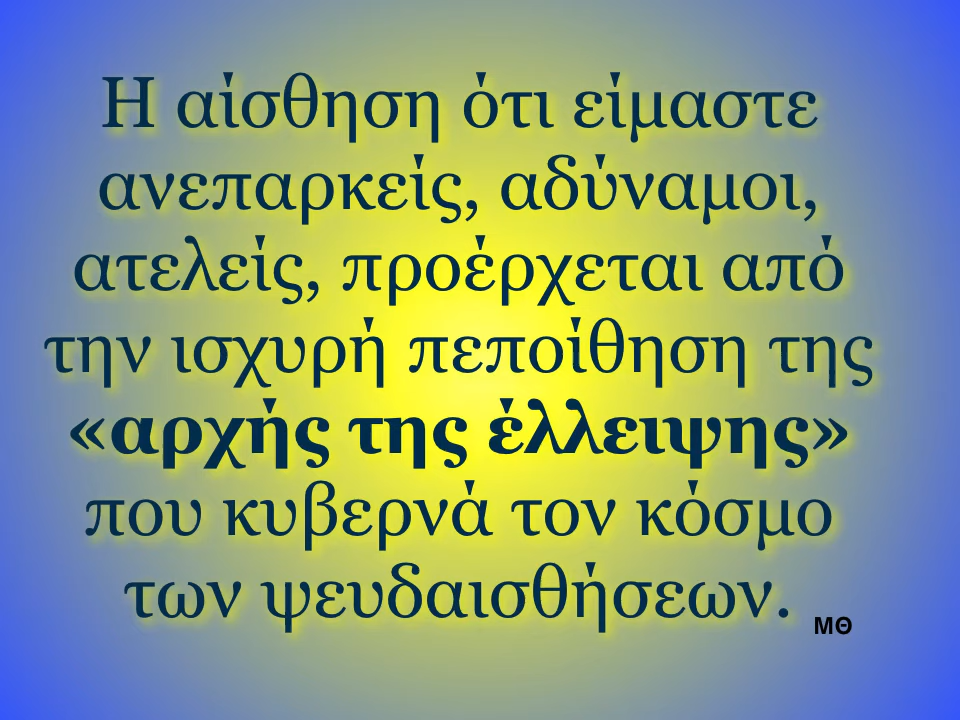 Η αίσθηση ότι είμαστε
ανεπαρκείς, αδύναμοι,
ατελείς, προέρχεται από
την ισχυρή πεποίθηση της
«αρχής της έλλειψης»
που κυβερνά τον κόσμο
των ψευδαισθήσεων.
ΜΘ